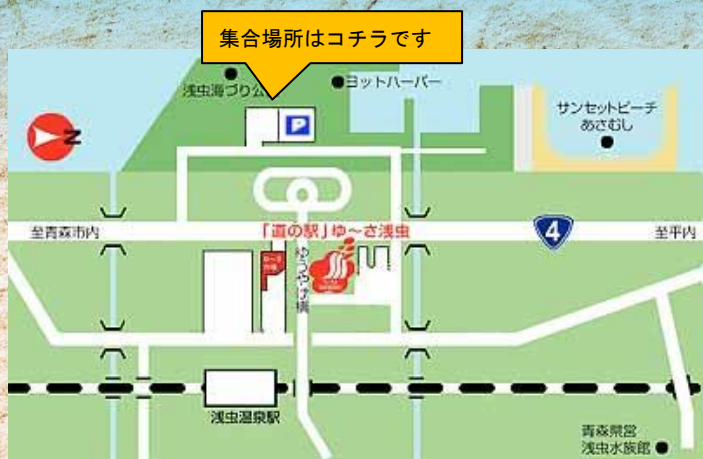 集合場所はコチラです
浅虫海づり公
ヨットハーバー
サンセットビーチ
あさむし
P
N
至青森市内
「道の駅」ゆ〜さ浅虫
4
至平内
ゆうやけ橋
浅虫温泉駅
青森県営
浅虫水族館